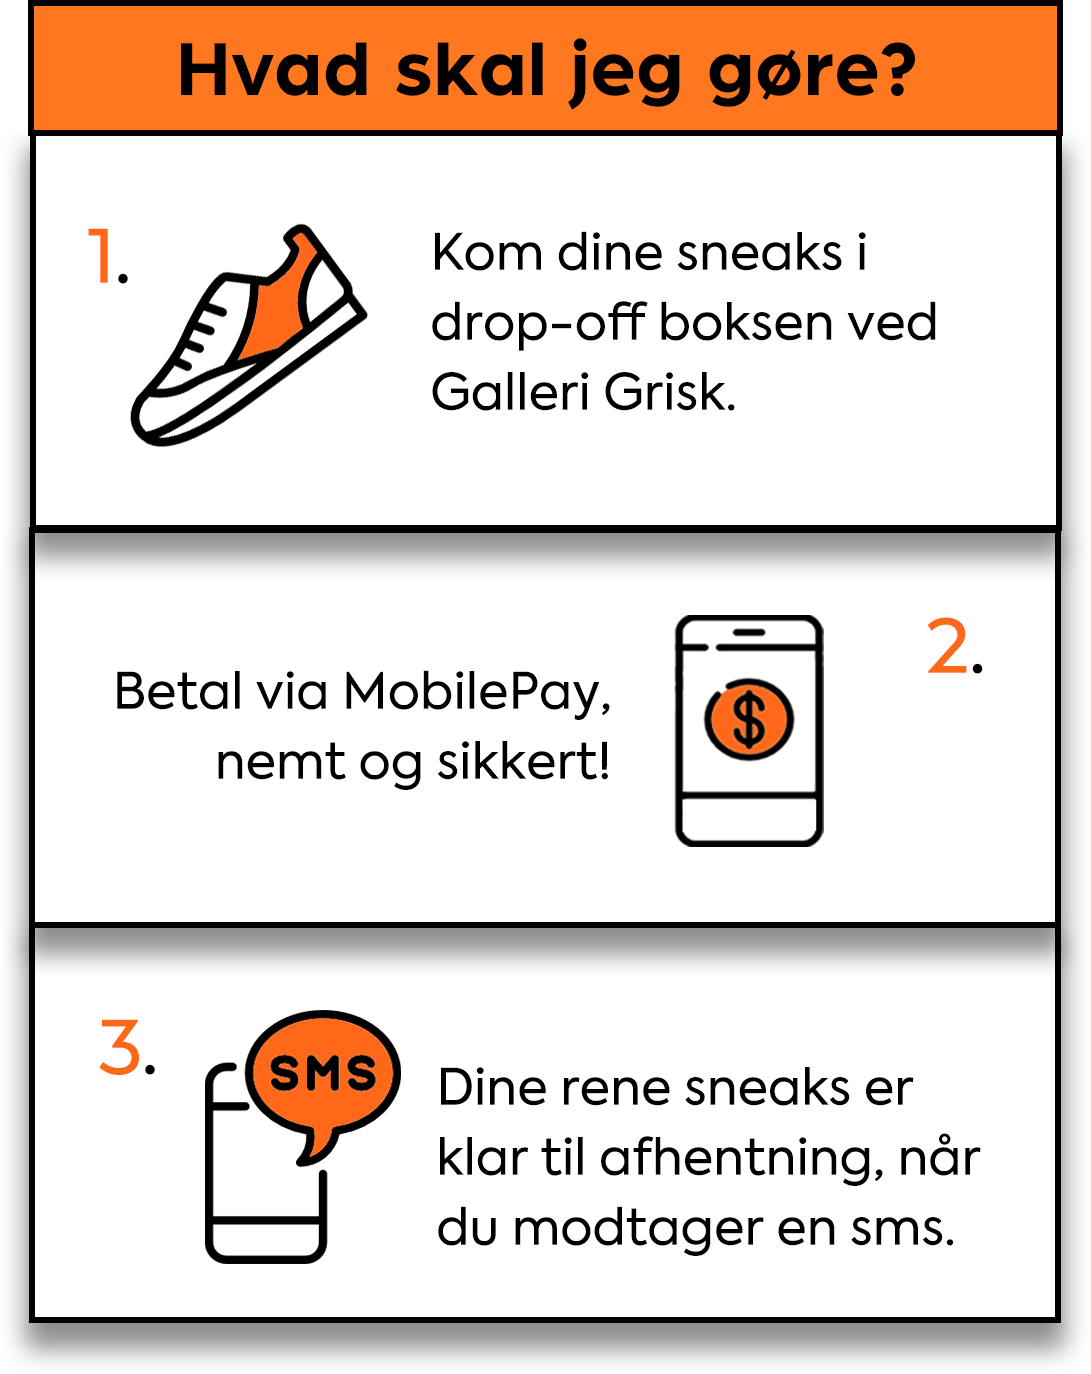 Hvad skal jeg gøre?
1.
Kom dine sneaks i
drop-off boksen ved
Galleri Grisk.
2.
Betal via MobilePay,
nemt og sikkert!
$
3.
SMS
Dine rene sneaks er
klar til afhentning, når
du modtager en sms.